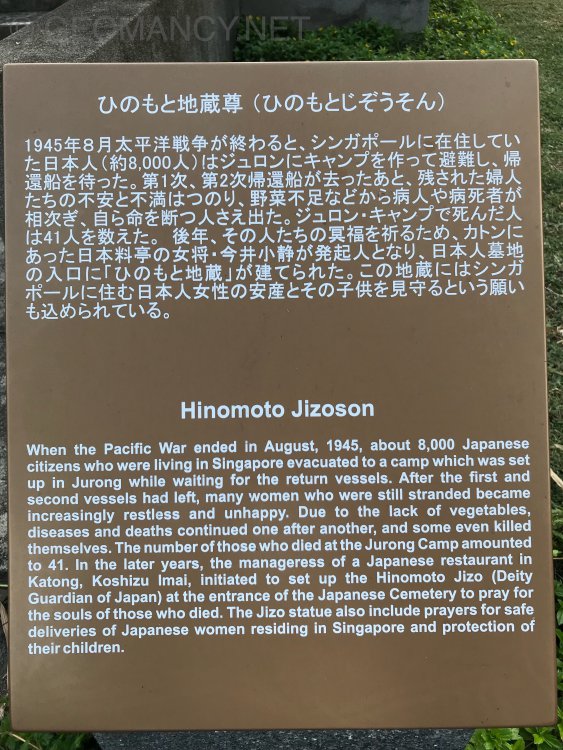 GEOMANCY.NET
ひのもと地蔵尊（ひのもとじぞうそん）
1945年８月太平洋戦争が終わると、シンガポールに在住してい
た日本人（約8,000人）はジュロンにキャンプを作って避難し、帰
還船を待った。第1次、第2次帰還船が去ったあと、残された婦人
たちの不安と不満はつのり、野菜不足などから病人や病死者が
相次ぎ、自ら命を断つ人さえ出た。ジュロン・キャンプで死んだ人
は41人を数えた。 後年、その人たちの冥福を祈るため、カトンに
あった日本料亭の女将・今井小静が発起人となり、日本人墓地
の入口に「ひのもと地蔵」が建てられた。この地蔵にはシンガ
ポールに住む日本人女性の安産とその子供を見守るという願い
も込められている。
Hinomoto Jizoson
When the Pacific War ended in August, 1945, about 8,000 Japanese
citizens who were living in Singapore evacuated to a camp which was set
up in Jurong while waiting for the return vessels. After the first and
second vessels had left, many women who were still stranded became
increasingly restless and unhappy. Due to the lack of vegetables,
diseases and deaths continued one after another, and some even killed
themselves. The number of those who died at the Jurong Camp amounted
to 41. In the later years, the manageress of a Japanese restaurant in
Katong, Koshizu Imai, initiated to set up the Hinomoto Jizo (Deity
Guardian of Japan) at the entrance of the Japanese Cemetery to pray for
the souls of those who died. The Jizo statue also include prayers for safe
deliveries of Japanese women residing in Singapore and protection of
their children.